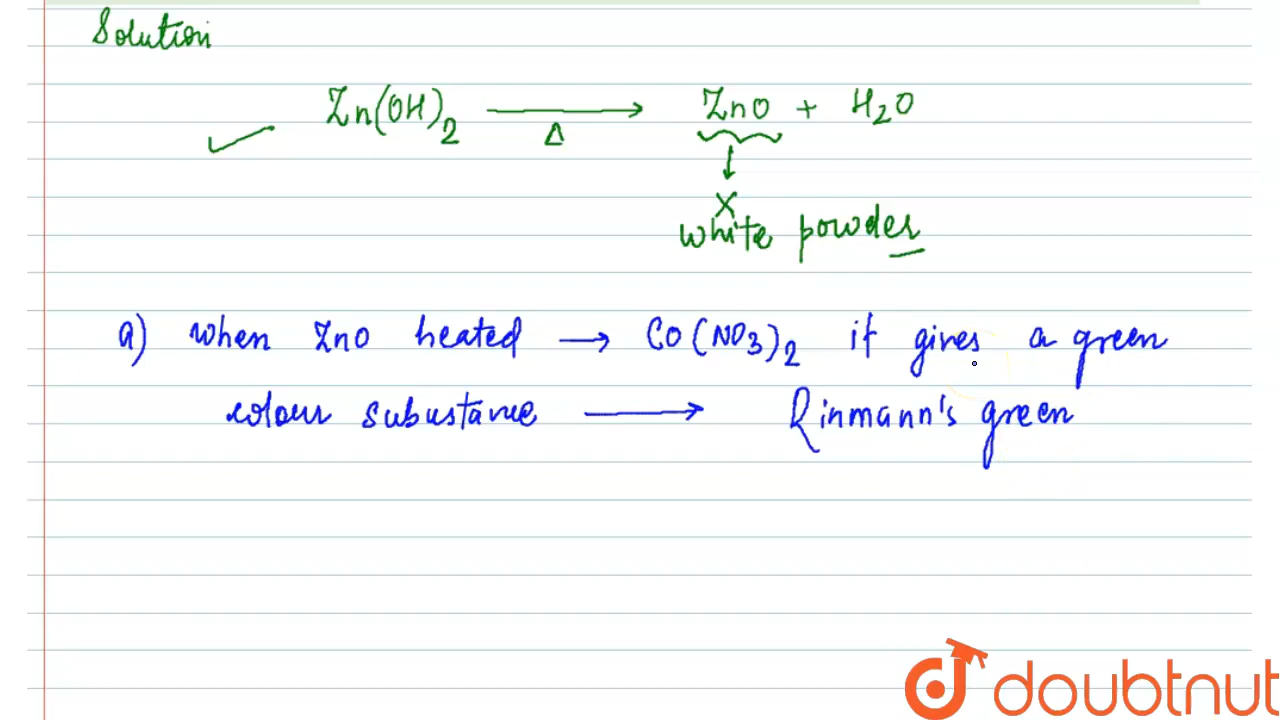 Solution
Zn(OH)2 ⟶ ZnO + H2O
Δ
X
white powder
a) when ZnO heated → CO(NO3)2 it gives a green
colour subustance ⟶ Rinmann's green
doubtnut